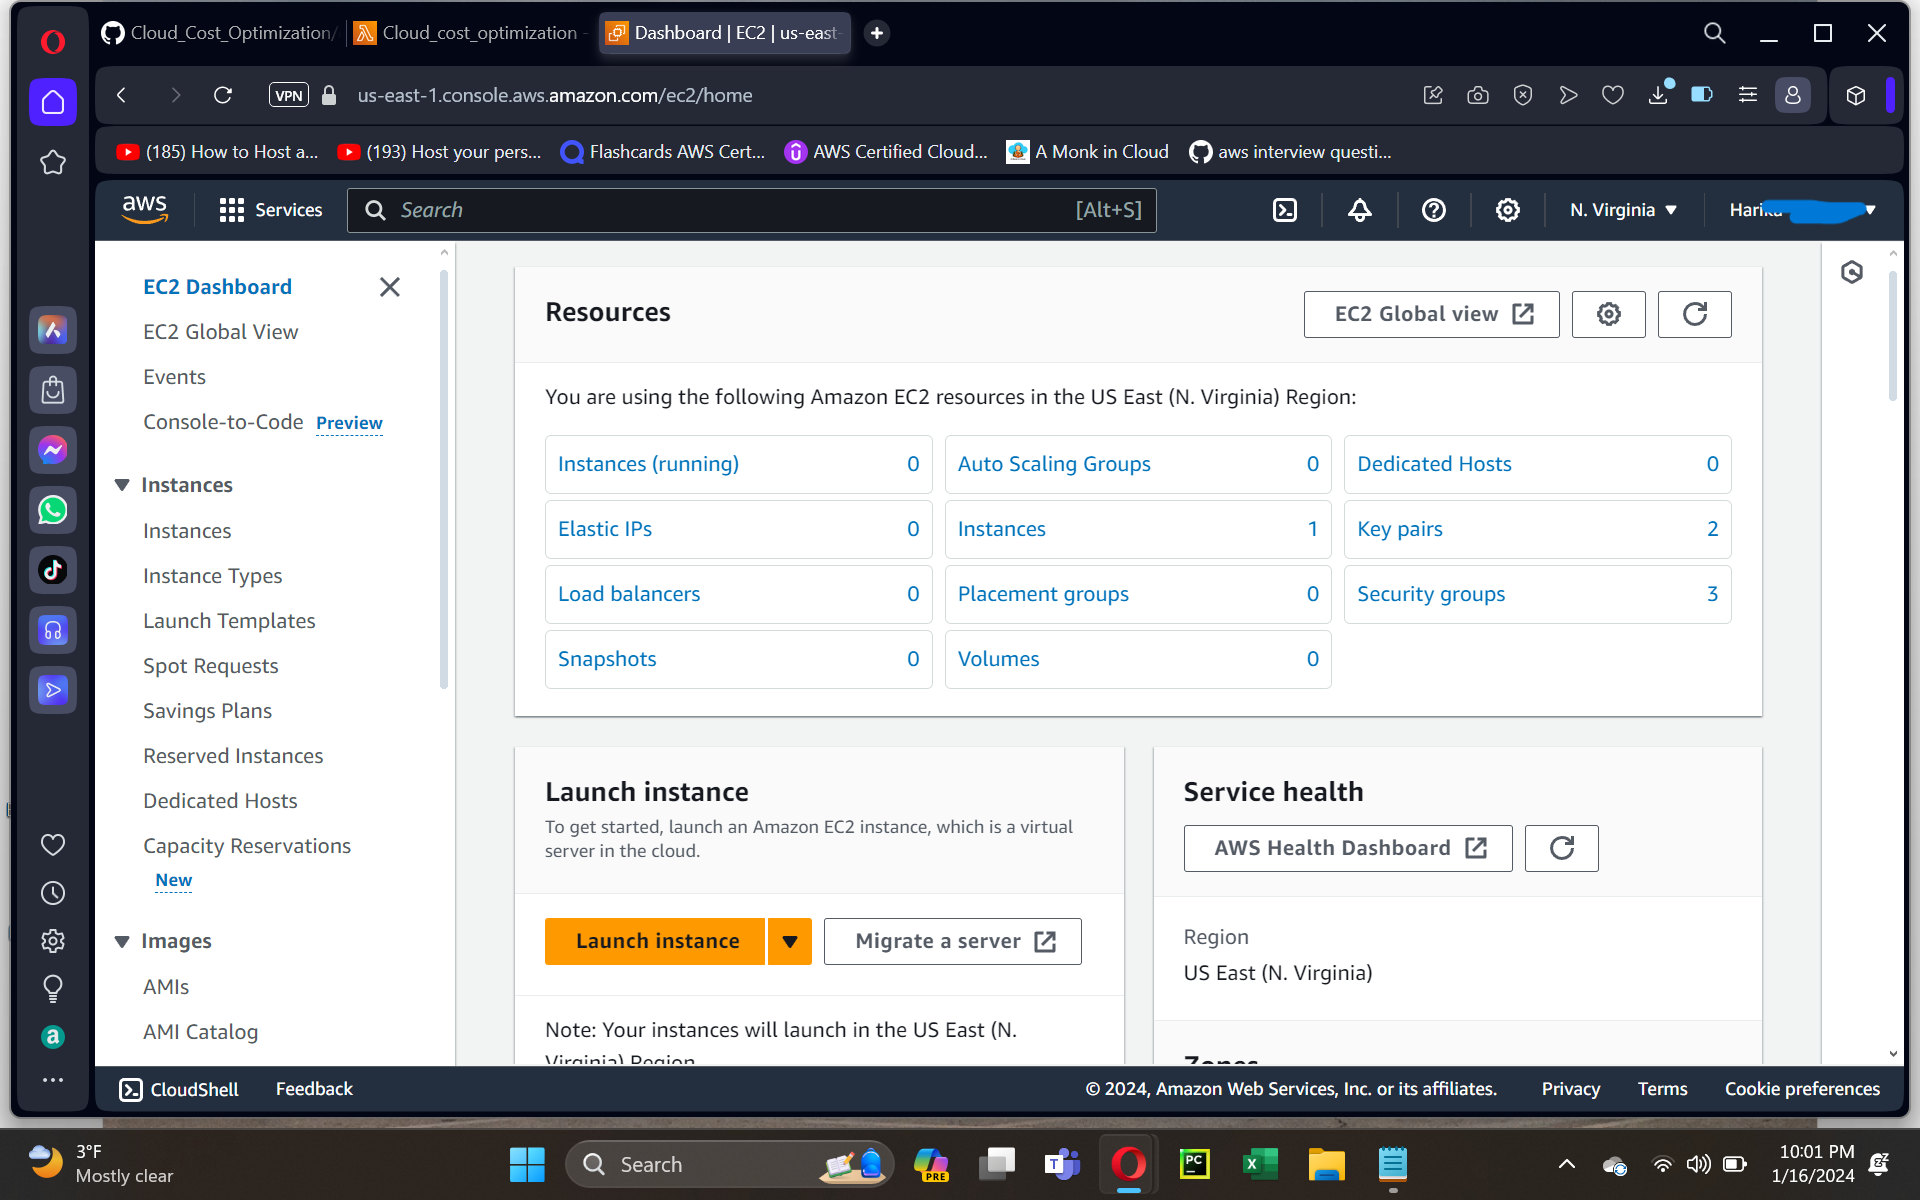 Cloud_Cost_Optimization/
Cloud_cost_optimization
Dashboard | EC2 | us-east-
VPN
us-east-1.console.aws.amazon.com/ec2/home
(185) How to Host a...
(193) Host your pers...
Flashcards AWS Cert...
AWS Certified Cloud...
A Monk in Cloud
aws interview questi...
aws
Services
Search
[Alt+S]
N. Virginia
Harika
EC2 Dashboard
EC2 Global View
Events
Console-to-Code Preview
Instances
Instances
Instance Types
Launch Templates
Spot Requests
Savings Plans
Reserved Instances
Dedicated Hosts
Capacity Reservations
New
Images
AMIs
AMI Catalog
Resources
EC2 Global view
You are using the following Amazon EC2 resources in the US East (N. Virginia) Region:
Instances (running) 0
Auto Scaling Groups 0
Dedicated Hosts 0
Elastic IPs 0
Instances 1
Key pairs 2
Load balancers 0
Placement groups 0
Security groups 3
Snapshots 0
Volumes 0
Launch instance
To get started, launch an Amazon EC2 instance, which is a virtual
server in the cloud.
Launch instance
Migrate a server
Note: Your instances will launch in the US East (N.
Virginia) Region
Service health
AWS Health Dashboard
Region
US East (N. Virginia)
Zones
CloudShell
Feedback
© 2024, Amazon Web Services, Inc. or its affiliates.
Privacy
Terms
Cookie preferences
3°F
Mostly clear
Search
PRE
PC
10:01 PM
1/16/2024